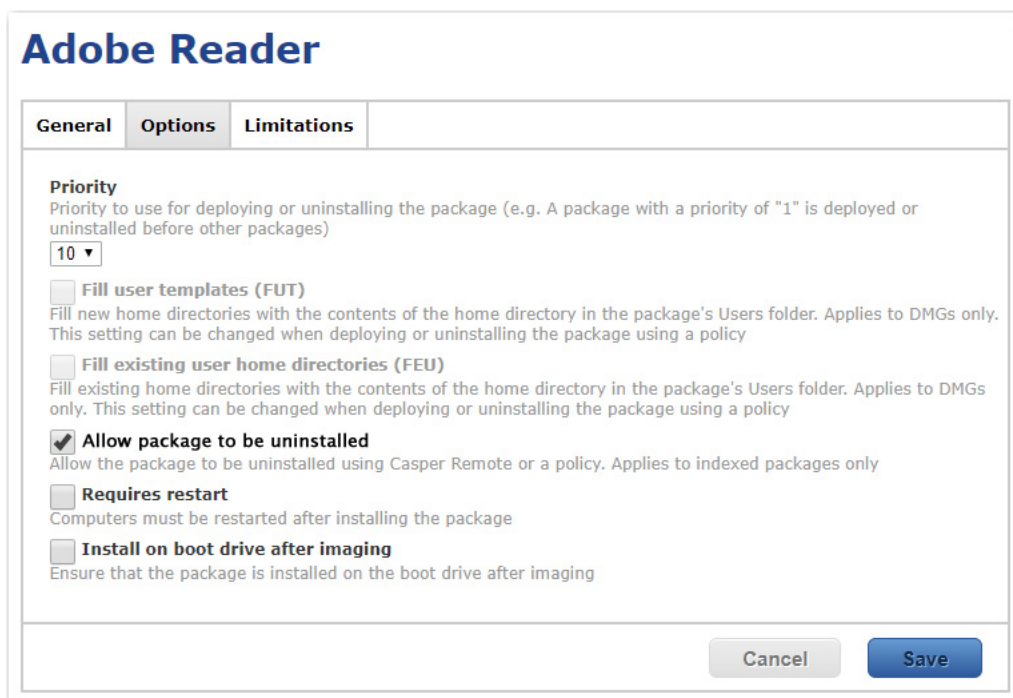 Adobe Reader
General Options Limitations
Priority
Priority to use for deploying or uninstalling the package (e.g. A package with a priority of "1" is deployed or
uninstalled before other packages)
10
Fill user templates (FUT)
Fill new home directories with the contents of the home directory in the package's Users folder. Applies to DMGs only.
This setting can be changed when deploying or uninstalling the package using a policy
Fill existing user home directories (FEU)
Fill existing home directories with the contents of the home directory in the package's Users folder. Applies to DMGs
only. This setting can be changed when deploying or uninstalling the package using a policy
Allow package to be uninstalled
Allow the package to be uninstalled using Casper Remote or a policy. Applies to indexed packages only
Requires restart
Computers must be restarted after installing the package
Install on boot drive after imaging
Ensure that the package is installed on the boot drive after imaging
Cancel Save